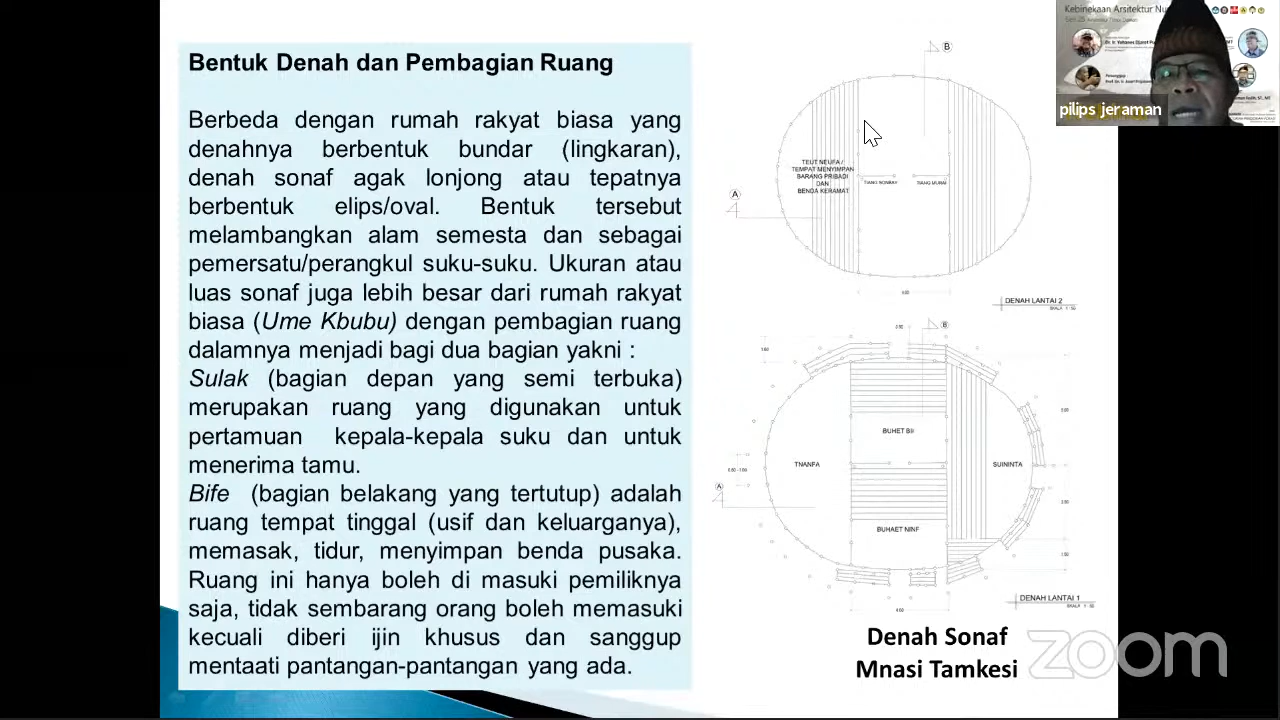 Bentuk Denah dan Pembagian Ruang
Berbeda dengan rumah rakyat biasa yang
denahnya berbentuk bundar (lingkaran),
denah sonaf agak lonjong atau tepatnya
berbentuk elips/oval. Bentuk tersebut
melambangkan alam semesta dan sebagai
pemersatu/perangkul suku-suku. Ukuran atau
luas sonaf juga lebih besar dari rumah rakyat
biasa (Ume Kbubu) dengan pembagian ruang
dalamnya menjadi bagi dua bagian yakni :
Sulak (bagian depan yang semi terbuka)
merupakan ruang yang digunakan untuk
pertamuan kepala-kepala suku dan untuk
menerima tamu.
Bife (bagian belakang yang tertutup) adalah
ruang tempat tinggal (usif dan keluarganya),
memasak, tidur, menyimpan benda pusaka.
Ruang ini hanya boleh di masuki pemiliknya
saja, tidak sembarang orang boleh memasuki
kecuali diberi ijin khusus dan sanggup
mentaati pantangan-pantangan yang ada.
B
TEUT NEUFA /
TEMPAT MENYIMPAN
BARANG PRIBADI
DAN
BENDA KERAMAT
TIANG NONBAY
TIANG MURAI
A
DENAH LANTAI 2
B
BUHET BII
TNANFA
SUININTA
A
BUHAET NINF
DENAH LANTAI 1
Denah Sonaf
Mnasi Tamkesi
Kebinekaan Arsitektur Nu
pilips jeraman
zoom